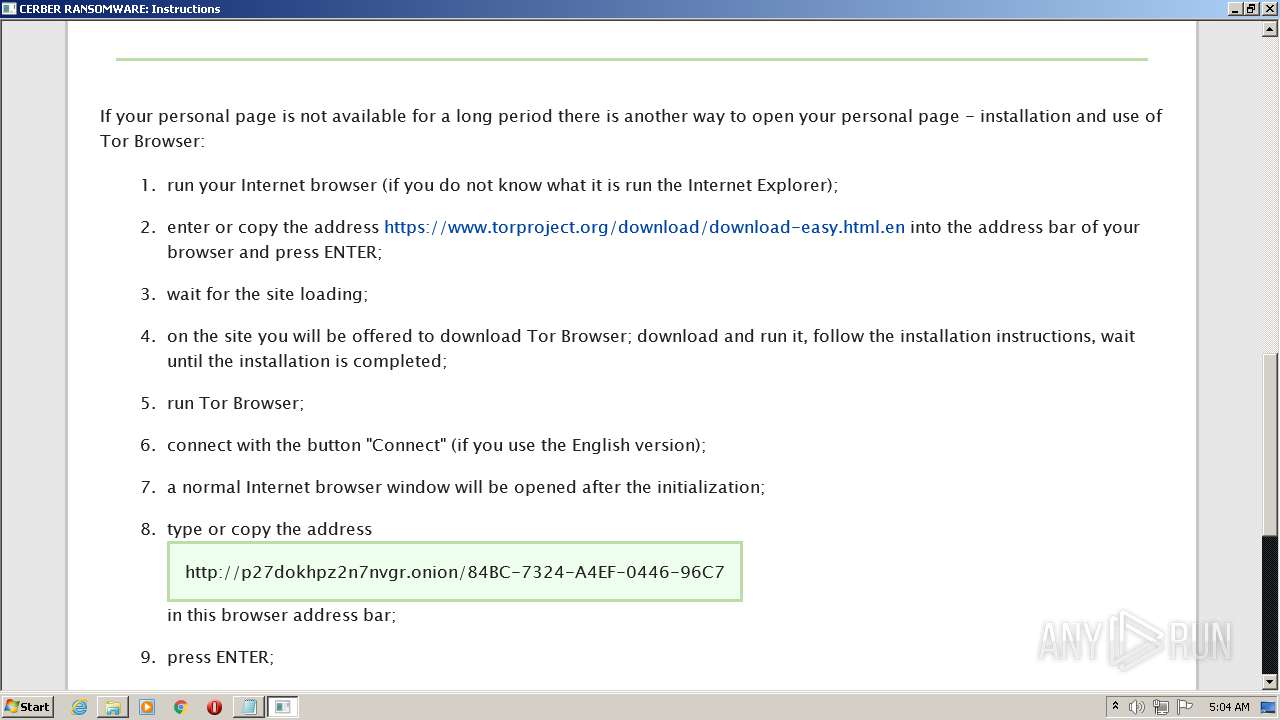 CERBER RANSOMWARE: Instructions
If your personal page is not available for a long period there is another way to open your personal page - installation and use of
Tor Browser:
1. run your Internet browser (if you do not know what it is run the Internet Explorer);
2. enter or copy the address https://www.torproject.org/download/download-easy.html.en into the address bar of your
browser and press ENTER;
3. wait for the site loading;
4. on the site you will be offered to download Tor Browser; download and run it, follow the installation instructions, wait
until the installation is completed;
5. run Tor Browser;
6. connect with the button "Connect" (if you use the English version);
7. a normal Internet browser window will be opened after the initialization;
8. type or copy the address
http://p27dokhpz2n7nvgr.onion/84BC-7324-A4EF-0446-96C7
in this browser address bar;
9. press ENTER;
ANY RUN
Start
5:04 AM